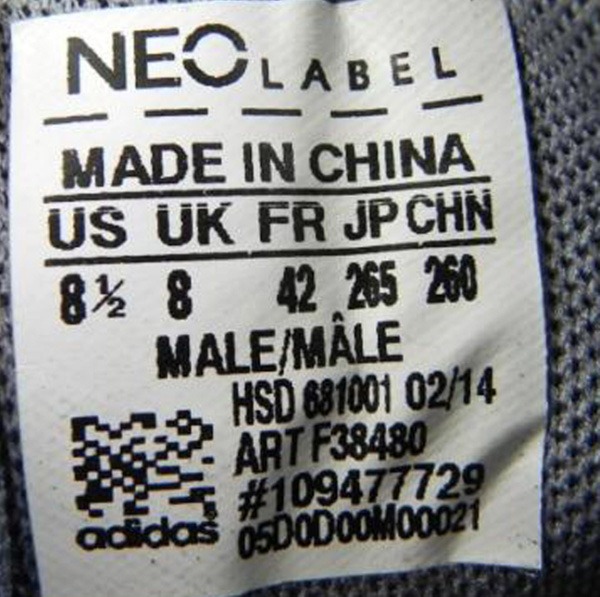 NEO LABEL
MADE IN CHINA
US UK FR JP CHN
8½ 8 42 265 260
MALE/MÂLE
HSD 681001 02/14
ART F38480
#109477729
adidas® 05D0D00M00021